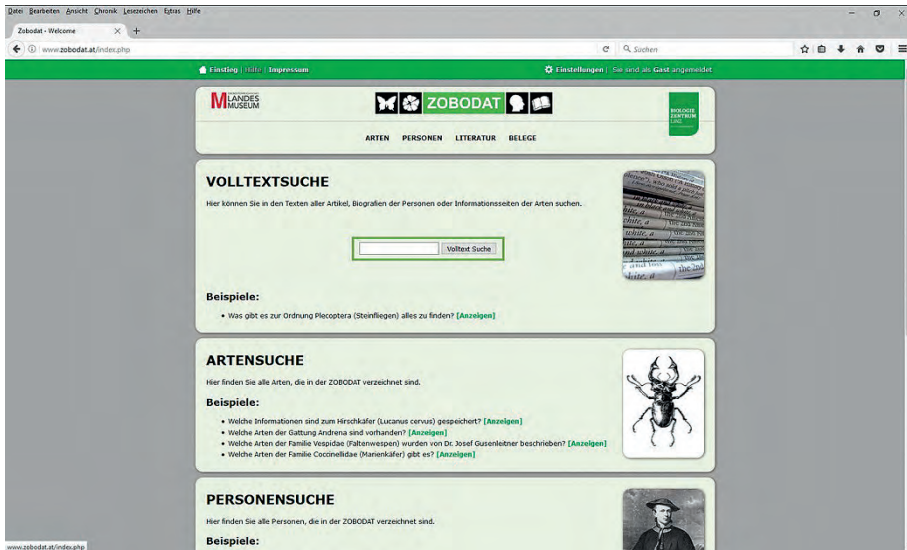 Datei Bearbeiten Ansicht Chronik Lesezeichen Extras Hilfe
Zobodat - Welcome
www.zobodat.at/index.php
Suchen
Einstieg | Hilfe | Impressum
Einstellungen | Sie sind als Gast angemeldet
LANDES
MUSEUM
ZOBODAT
BIOLOGIE
ZENTRUM
LINZ
ARTEN PERSONEN LITERATUR BELEGE
VOLLTEXTSUCHE
Hier können Sie in den Texten aller Artikel, Biografien der Personen oder Informationsseiten der Arten suchen.
Volltext Suche
Beispiele:
• Was gibt es zur Ordnung Plecoptera (Steinfliegen) alles zu finden? [Anzeigen]
ARTENSUCHE
Hier finden Sie alle Arten, die in der ZOBODAT verzeichnet sind.
Beispiele:
• Welche Informationen sind zum Hirschkäfer (Lucanus cervus) gespeichert? [Anzeigen]
• Welche Arten der Gattung Andrena sind vorhanden? [Anzeigen]
• Welche Arten der Familie Vespidae (Faltenwespen) wurden von Dr. Josef Gusenleitner beschrieben? [Anzeigen]
• Welche Arten der Familie Coccinellidae (Marienkäfer) gibt es? [Anzeigen]
PERSONENSUCHE
Hier finden Sie alle Personen, die in der ZOBODAT verzeichnet sind.
Beispiele:
www.zobodat.at/index.php